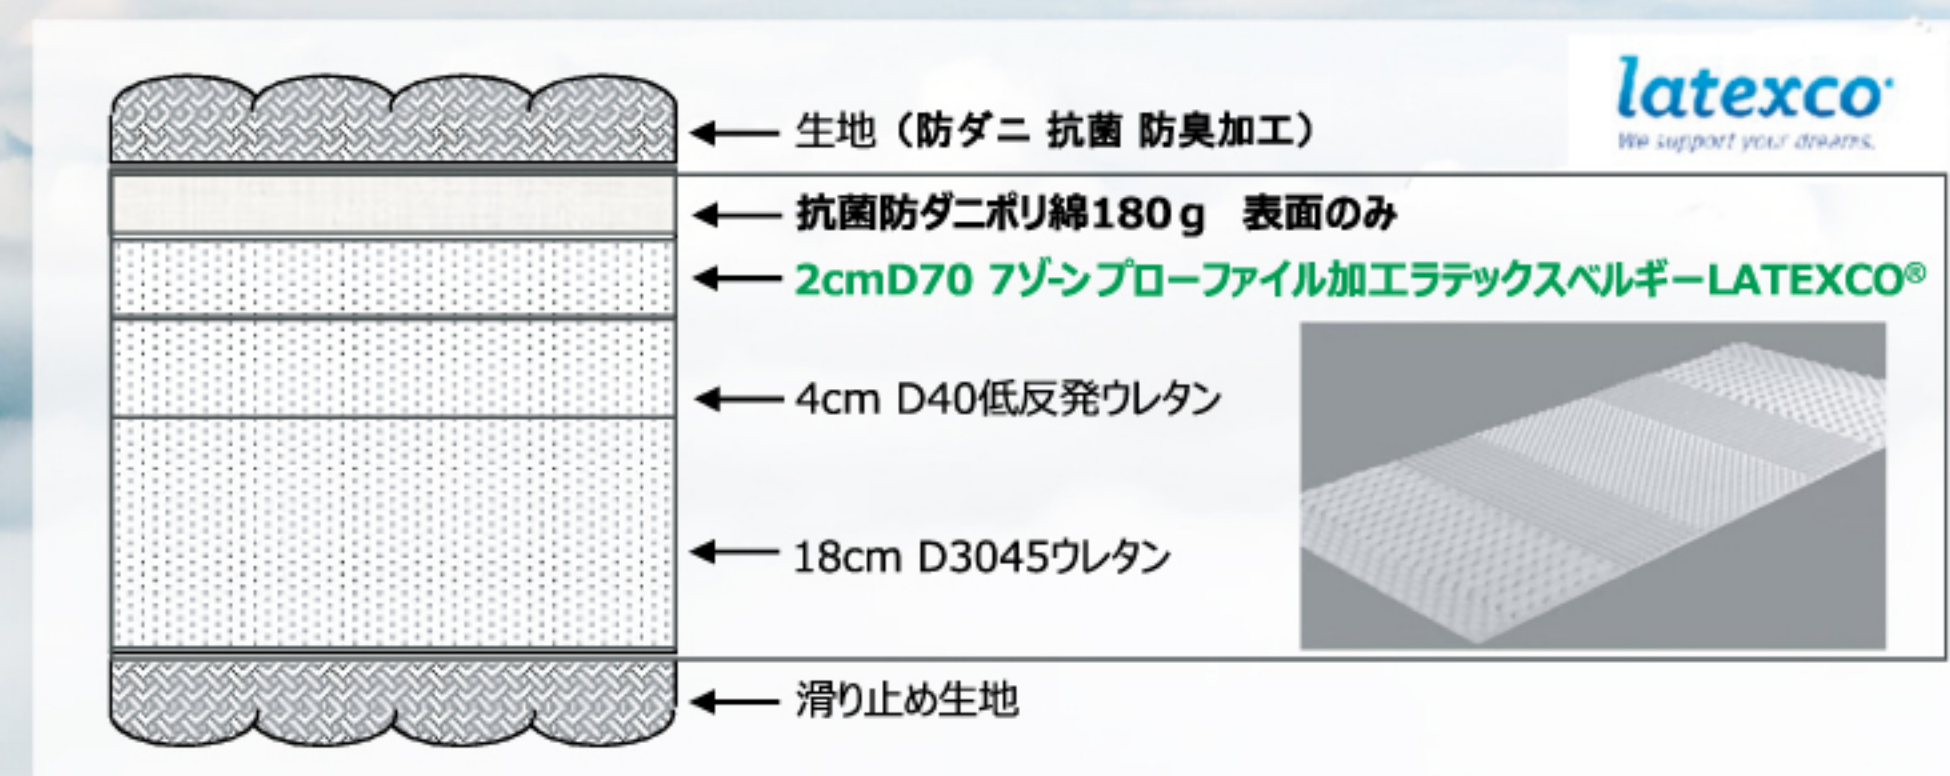 latexco
We support your dreams.
生地（防ダニ 抗菌 防臭加工）
抗菌防ダニポリ綿180g　表面のみ
2cmD70 7ゾーンプローファイル加工ラテックスベルギーLATEXCO®
4cm D40低反発ウレタン
18cm D3045ウレタン
滑り止め生地